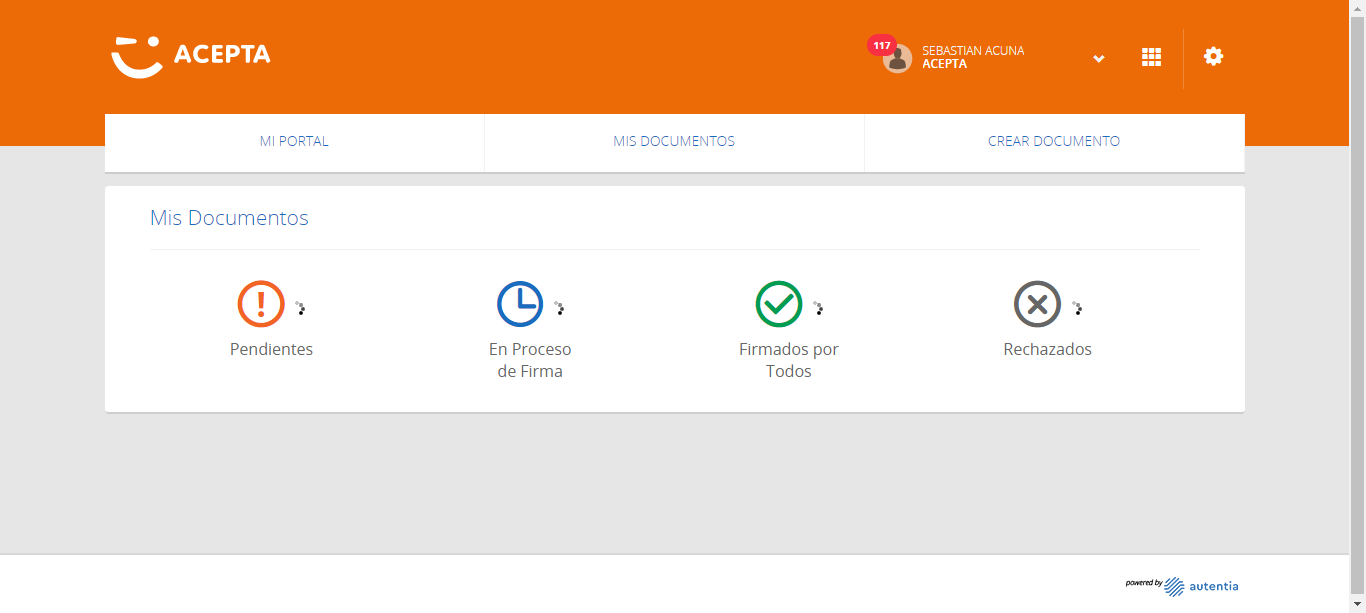 ACEPTA
117
SEBASTIAN ACUNA
ACEPTA
MI PORTAL
MIS DOCUMENTOS
CREAR DOCUMENTO
Mis Documentos
Pendientes
En Proceso
de Firma
Firmados por
Todos
Rechazados
powered by
autentia